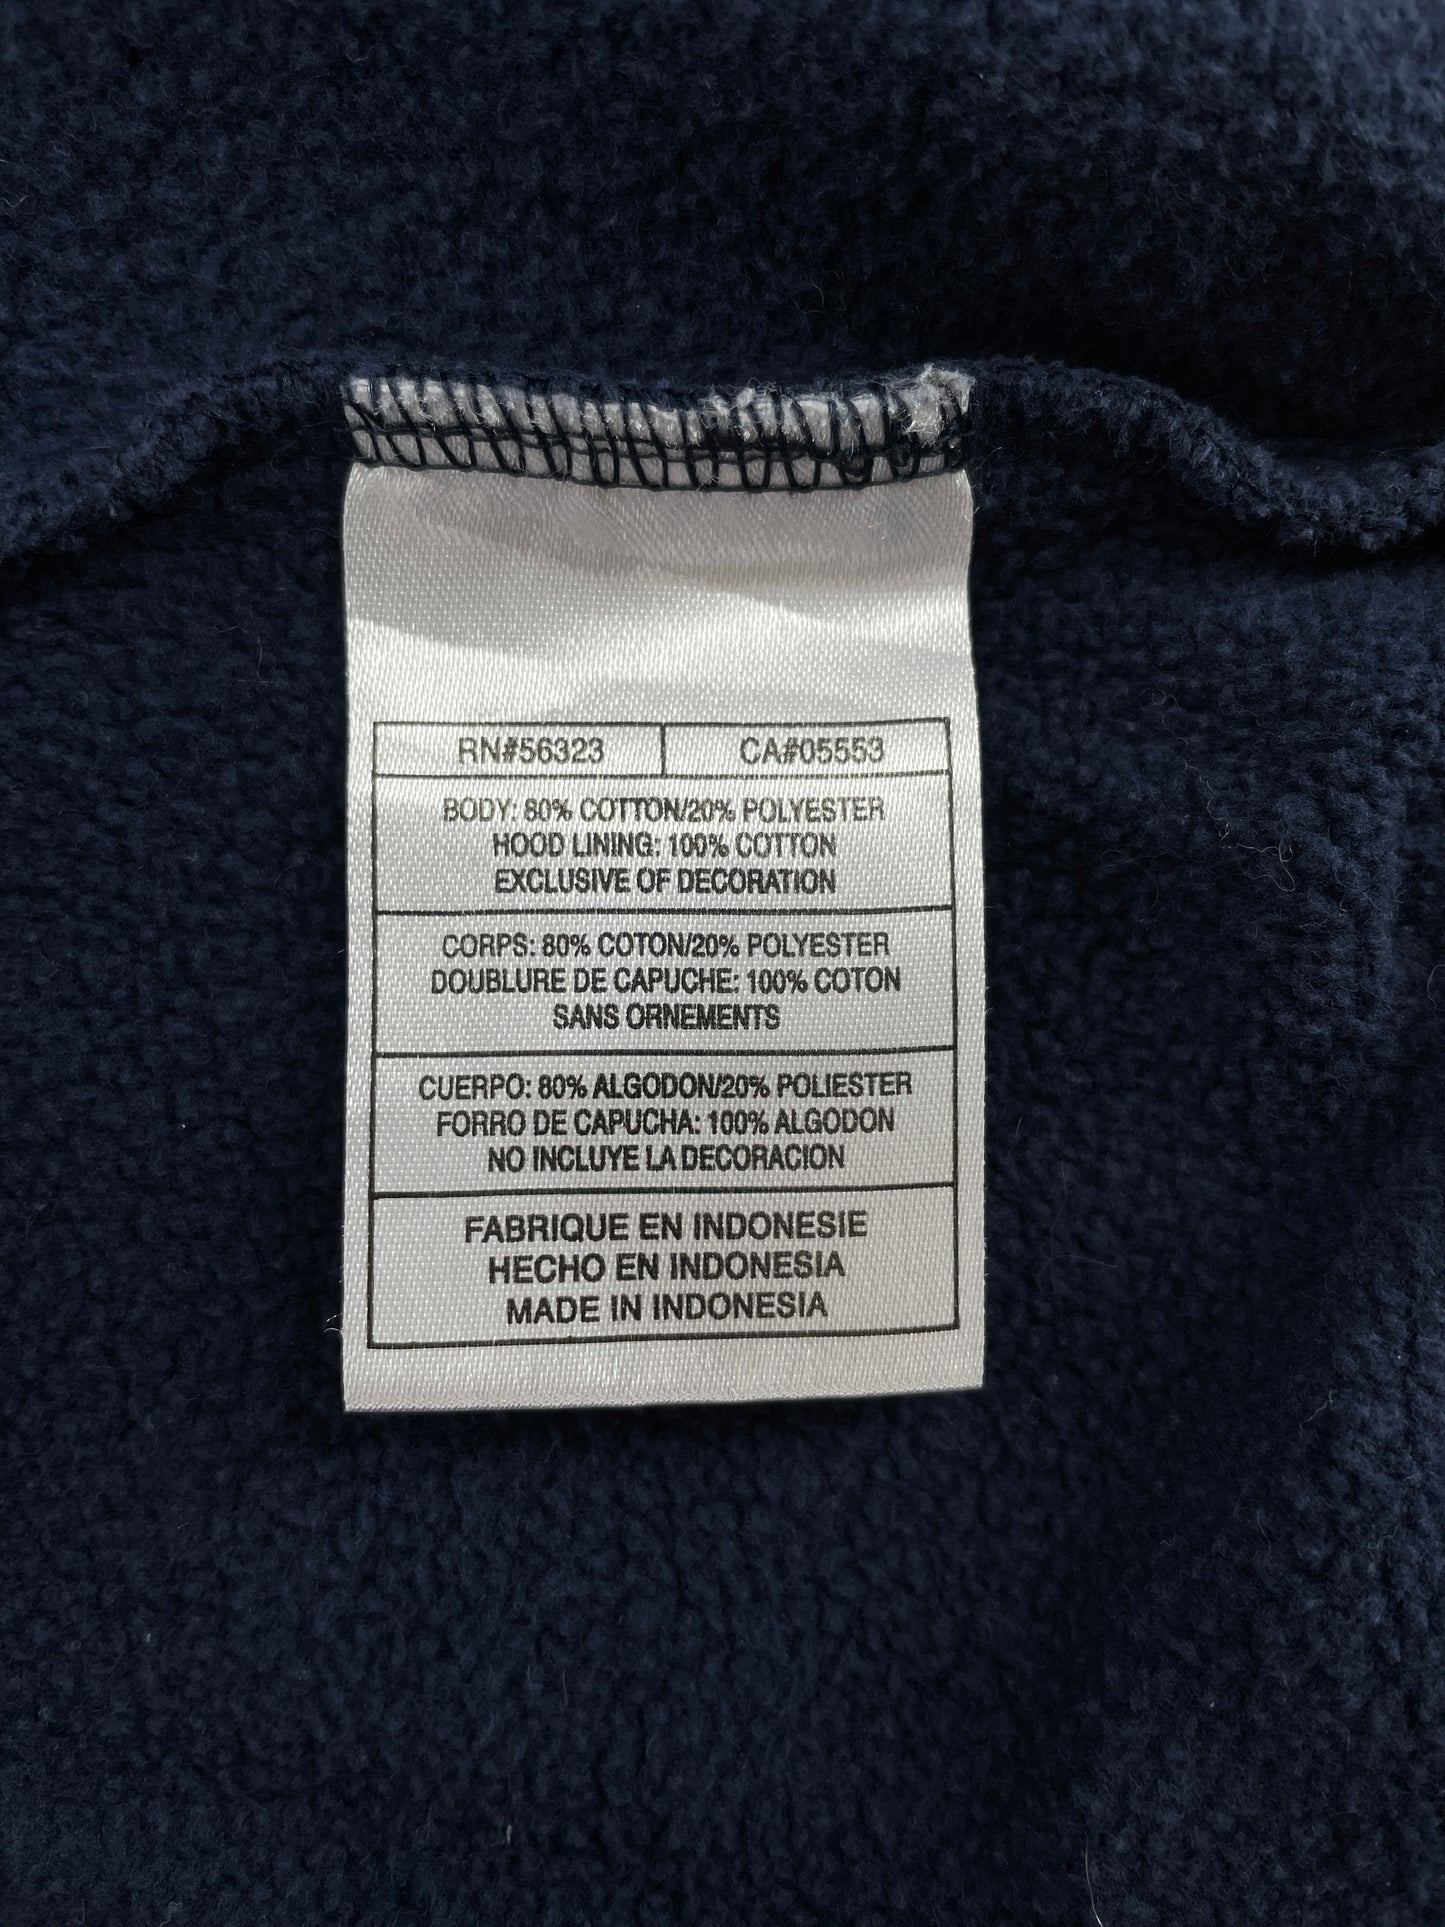 RN#56323 CA#05553
BODY: 80% COTTON/20% POLYESTER
HOOD LINING: 100% COTTON
EXCLUSIVE OF DECORATION
CORPS: 80% COTON/20% POLYESTER
DOUBLURE DE CAPUCHE: 100% COTON
SANS ORNEMENTS
CUERPO: 80% ALGODON/20% POLIESTER
FORRO DE CAPUCHA: 100% ALGODON
NO INCLUYE LA DECORACION
FABRIQUE EN INDONESIE
HECHO EN INDONESIA
MADE IN INDONESIA